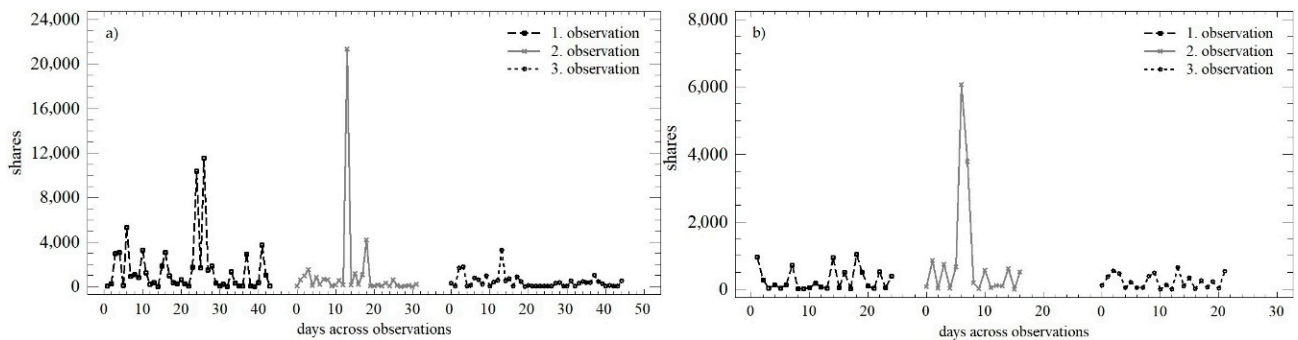 a)
1. observation
2. observation
3. observation
24,000
20,000
16,000
12,000
8,000
4,000
0
shares
0 10 20 30 40 0 10 20 30 0 10 20 30 40 50
days across observations
b)
1. observation
2. observation
3. observation
8,000
6,000
4,000
2,000
0
shares
0 10 20 0 10 20 0 10 20 30
days across observations